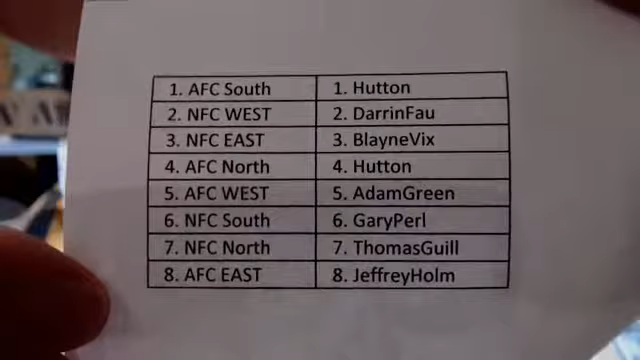 1. AFC South 1. Hutton
2. NFC WEST 2. DarrinFau
3. NFC EAST 3. BlayneVix
4. AFC North 4. Hutton
5. AFC WEST 5. AdamGreen
6. NFC South 6. GaryPerl
7. NFC North 7. ThomasGuill
8. AFC EAST 8. JeffreyHolm